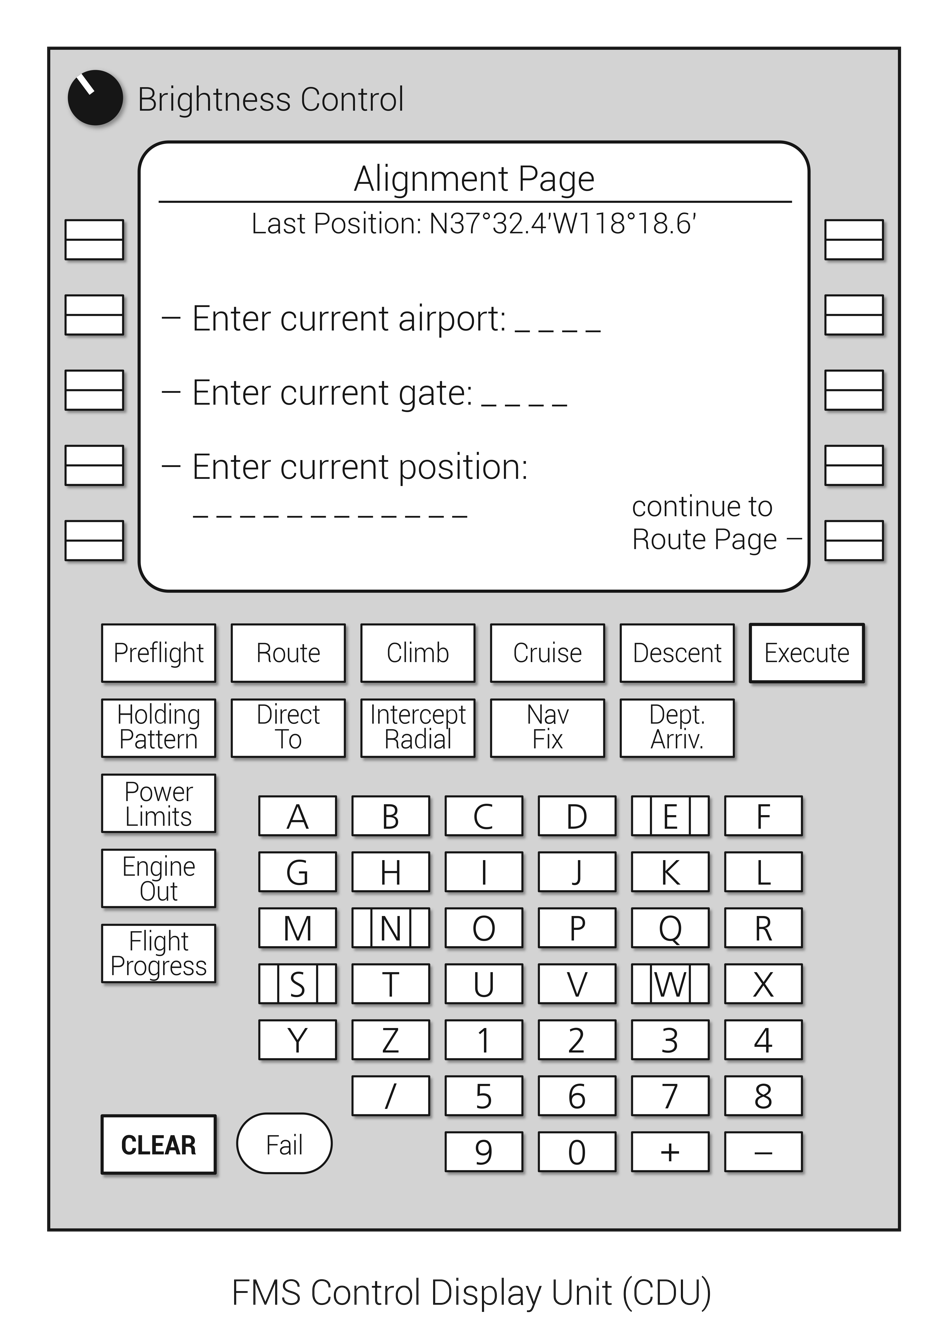 Brightness Control
Alignment Page
Last Position: N37°32.4'W118°18.6'
– Enter current airport: _ _ _ _
– Enter current gate: _ _ _ _
– Enter current position:
_ _ _ _ _ _ _ _ _ _ _ _
continue to
Route Page –
Preflight Route Climb Cruise Descent Execute
Holding
Pattern
Direct
To
Intercept
Radial
Nav
Fix
Dept.
Arriv.
Power
Limits
Engine
Out
Flight
Progress
A B C D E F
G H I J K L
M N O P Q R
S T U V W X
Y Z 1 2 3 4
/ 5 6 7 8
9 0 + –
CLEAR Fail
FMS Control Display Unit (CDU)